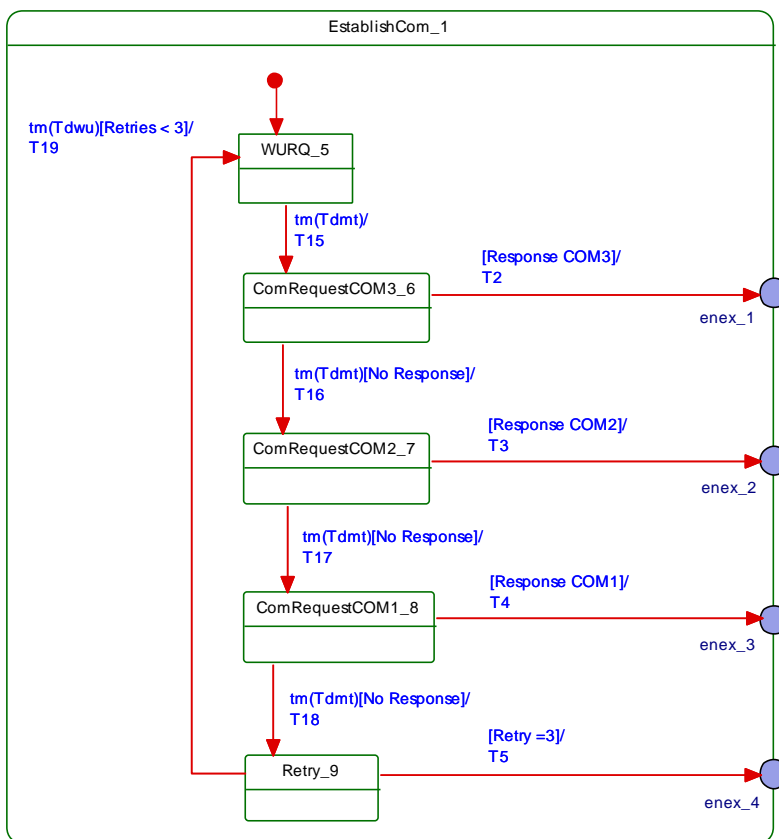 EstablishCom_1
tm(Tdwu)[Retries < 3]/
T19
WURQ_5
tm(Tdmt)/
T15
[Response COM3]/
T2
ComRequestCOM3_6
enex_1
tm(Tdmt)[No Response]/
T16
[Response COM2]/
T3
ComRequestCOM2_7
enex_2
tm(Tdmt)[No Response]/
T17
[Response COM1]/
T4
ComRequestCOM1_8
enex_3
tm(Tdmt)[No Response]/
T18
[Retry =3]/
T5
Retry_9
enex_4